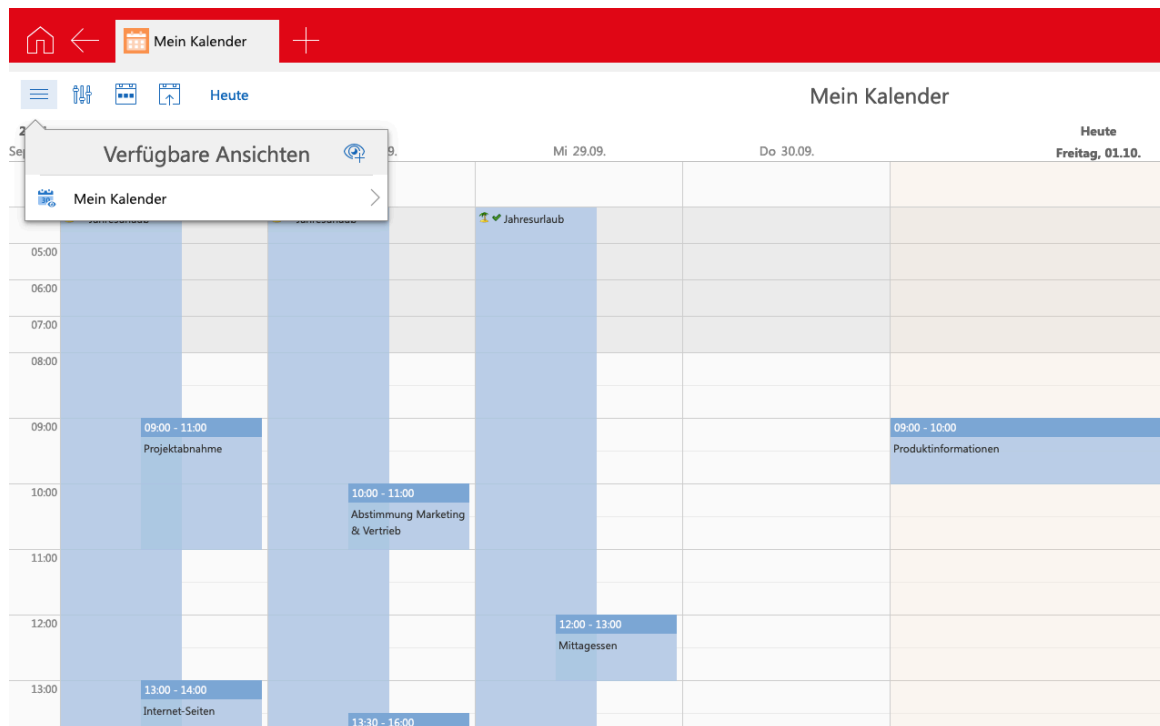 Mein Kalender
Heute
Mein Kalender
Heute
9.
Mi 29.09.
Do 30.09.
Freitag, 01.10.
Verfügbare Ansichten
Mein Kalender
Jahresurlaub
05:00
06:00
07:00
08:00
09:00
09:00 - 11:00
09:00 - 10:00
Projektabnahme
Produktinformationen
10:00
10:00 - 11:00
Abstimmung Marketing
& Vertrieb
11:00
12:00
12:00 - 13:00
Mittagessen
13:00
13:00 - 14:00
Internet-Seiten
13:30 - 16:00